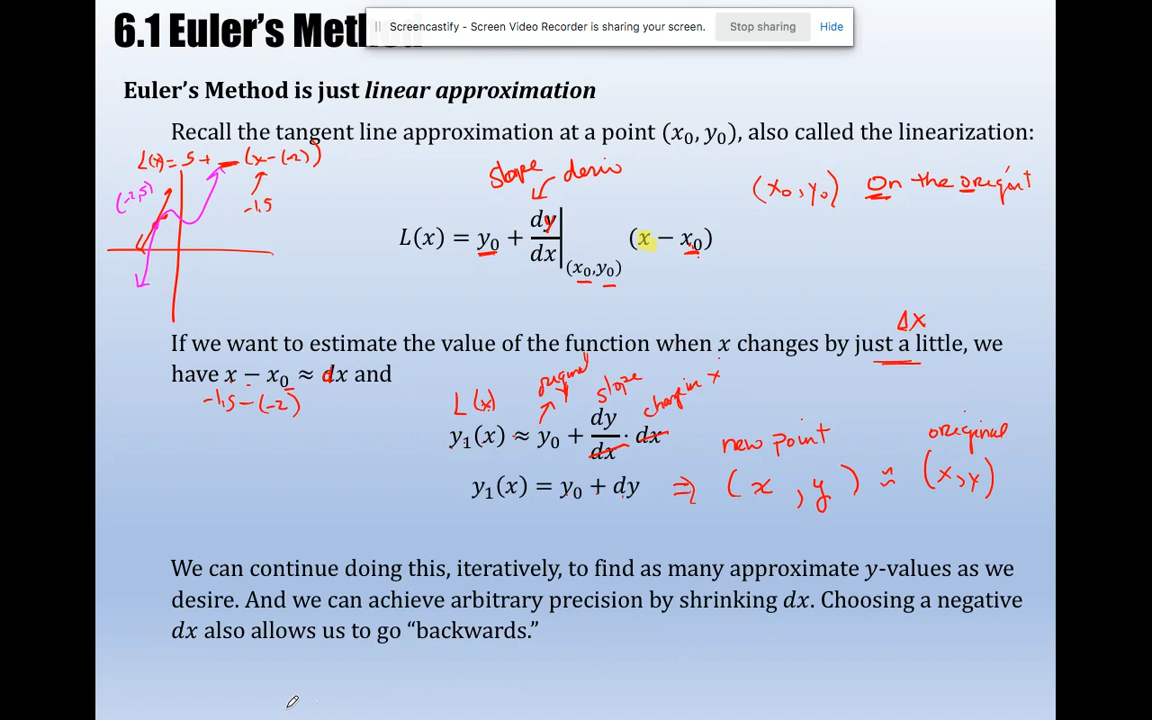 6.1 Euler's Met
Screencastify - Screen Video Recorder is sharing your screen. Stop sharing Hide
Euler's Method is just linear approximation
Recall the tangent line approximation at a point (x₀, y₀), also called the linearization:
L(x) = 5 + (x-(-2))
slope deriv
(x₀, y₀) On the original
(-2,5)
-1.5
L(x) = y₀ + dy/dx |(x₀,y₀) (x − x₀)
Δx
If we want to estimate the value of the function when x changes by just a little, we
have x − x₀ ≈ dx and
-1.5 - (-2)
L(x) original slope change in x
y₁(x) ≈ y₀ + dy/dx · dx
new point original
y₁(x) = y₀ + dy ⇒ (x, y) ≈ (x, y)
We can continue doing this, iteratively, to find as many approximate y-values as we
desire. And we can achieve arbitrary precision by shrinking dx. Choosing a negative
dx also allows us to go “backwards.”